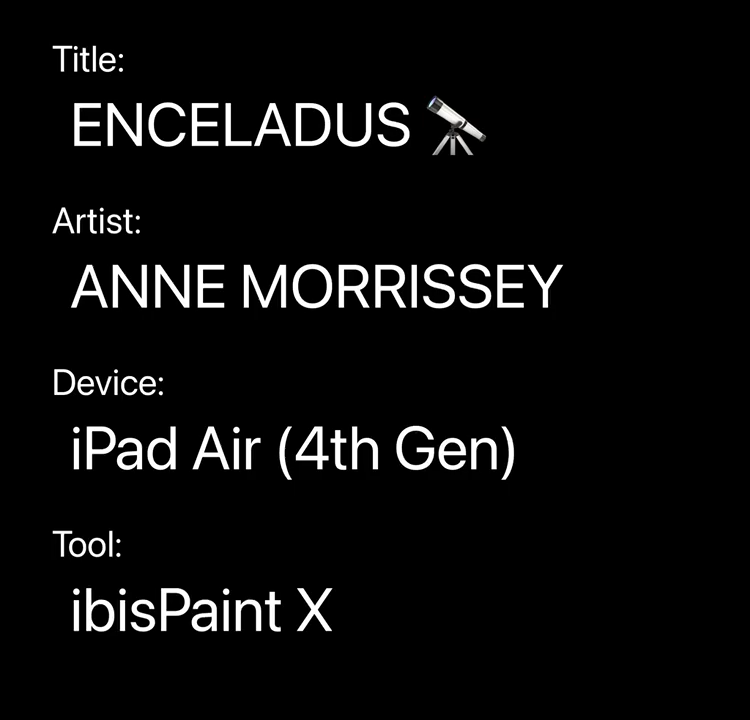 Title:
ENCELADUS 🔭
Artist:
ANNE MORRISSEY
Device:
iPad Air (4th Gen)
Tool:
ibisPaint X